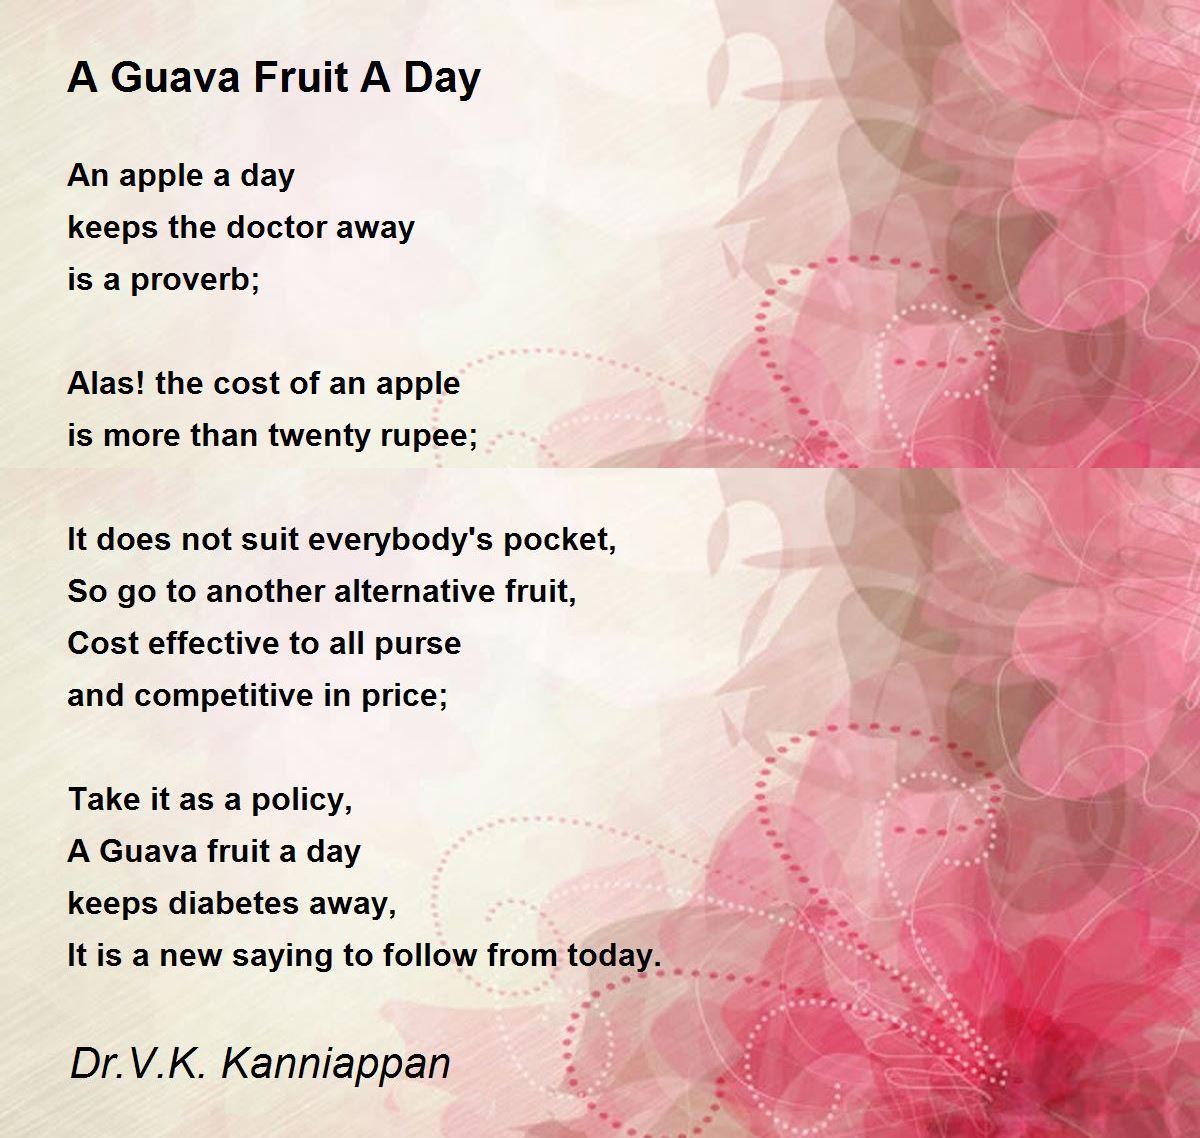 A Guava Fruit A Day
An apple a day
keeps the doctor away
is a proverb;
Alas! the cost of an apple
is more than twenty rupee;
It does not suit everybody's pocket,
So go to another alternative fruit,
Cost effective to all purse
and competitive in price;
Take it as a policy,
A Guava fruit a day
keeps diabetes away,
It is a new saying to follow from today.
Dr.V.K. Kanniappan